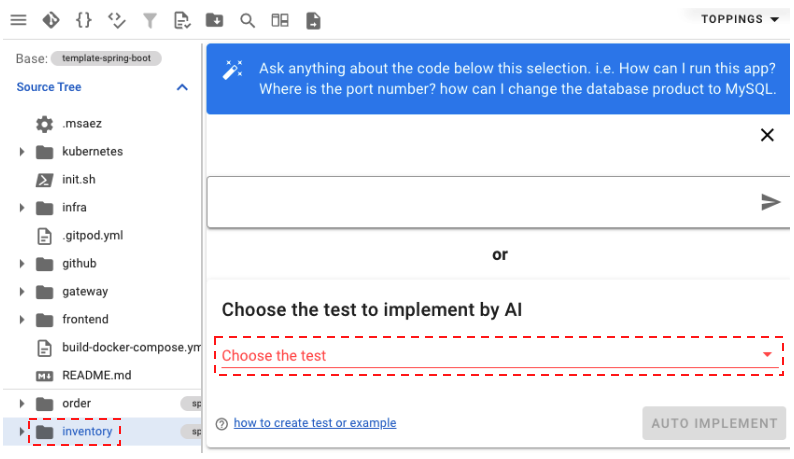 TOPPINGS
Base: template-spring-boot
Source Tree
.msaez
kubernetes
init.sh
infra
.gitpod.yml
github
gateway
frontend
build-docker-compose.ym
README.md
order sp
inventory sp
Ask anything about the code below this selection. i.e. How can I run this app?
Where is the port number? how can I change the database product to MySQL.
or
Choose the test to implement by AI
Choose the test
how to create test or example
AUTO IMPLEMENT